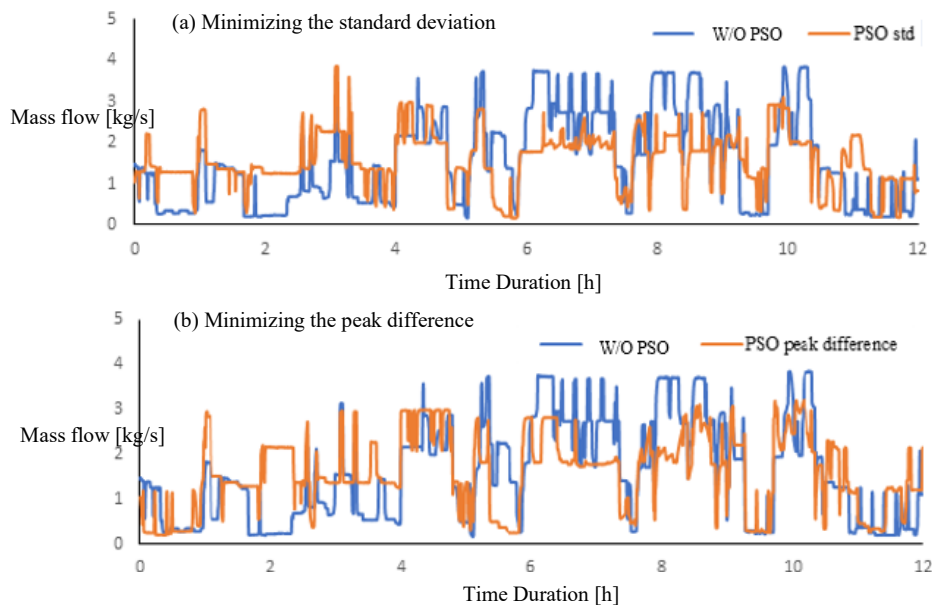 (a) Minimizing the standard deviation
W/O PSO
PSO std
Mass flow [kg/s]
5
4
3
2
1
0
0 2 4 6 8 10 12
Time Duration [h]
(b) Minimizing the peak difference
W/O PSO
PSO peak difference
Mass flow [kg/s]
5
4
3
2
1
0
0 2 4 6 8 10 12
Time Duration [h]